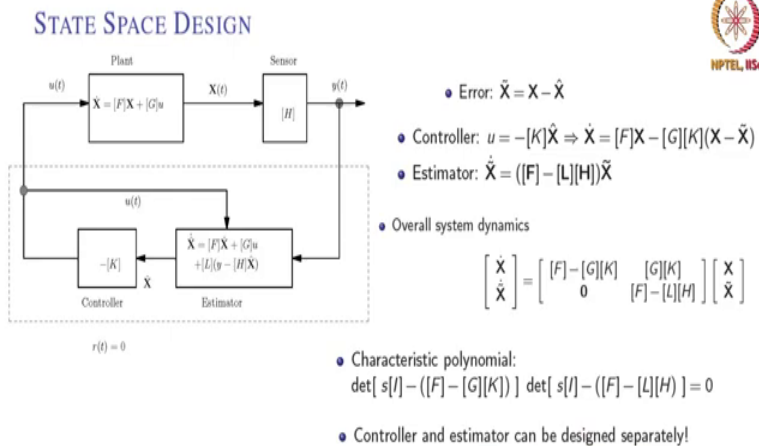 STATE SPACE DESIGN
NPTEL, IISc
Plant
Sensor
u(t)
Ẋ = [F]X + [G]u
X(t)
[H]
y(t)
u(t)
-[K]
X̂
X̂̇ = [F]X̂ + [G]u
+[L](y − [H]X̂)
Controller
Estimator
r(t) = 0
• Error: X̃ = X − X̂
• Controller: u = −[K]X̂ ⇒ Ẋ = [F]X − [G][K](X − X̃)
• Estimator: X̃̇ = ([F] − [L][H])X̃
• Overall system dynamics
[ Ẋ ; X̃̇ ] = [ [F]−[G][K] [G][K] ; 0 [F]−[L][H] ] [ X ; X̃ ]
• Characteristic polynomial:
det[ s[I] − ([F] − [G][K]) ] det[ s[I] − ([F] − [L][H) ] = 0
• Controller and estimator can be designed separately!